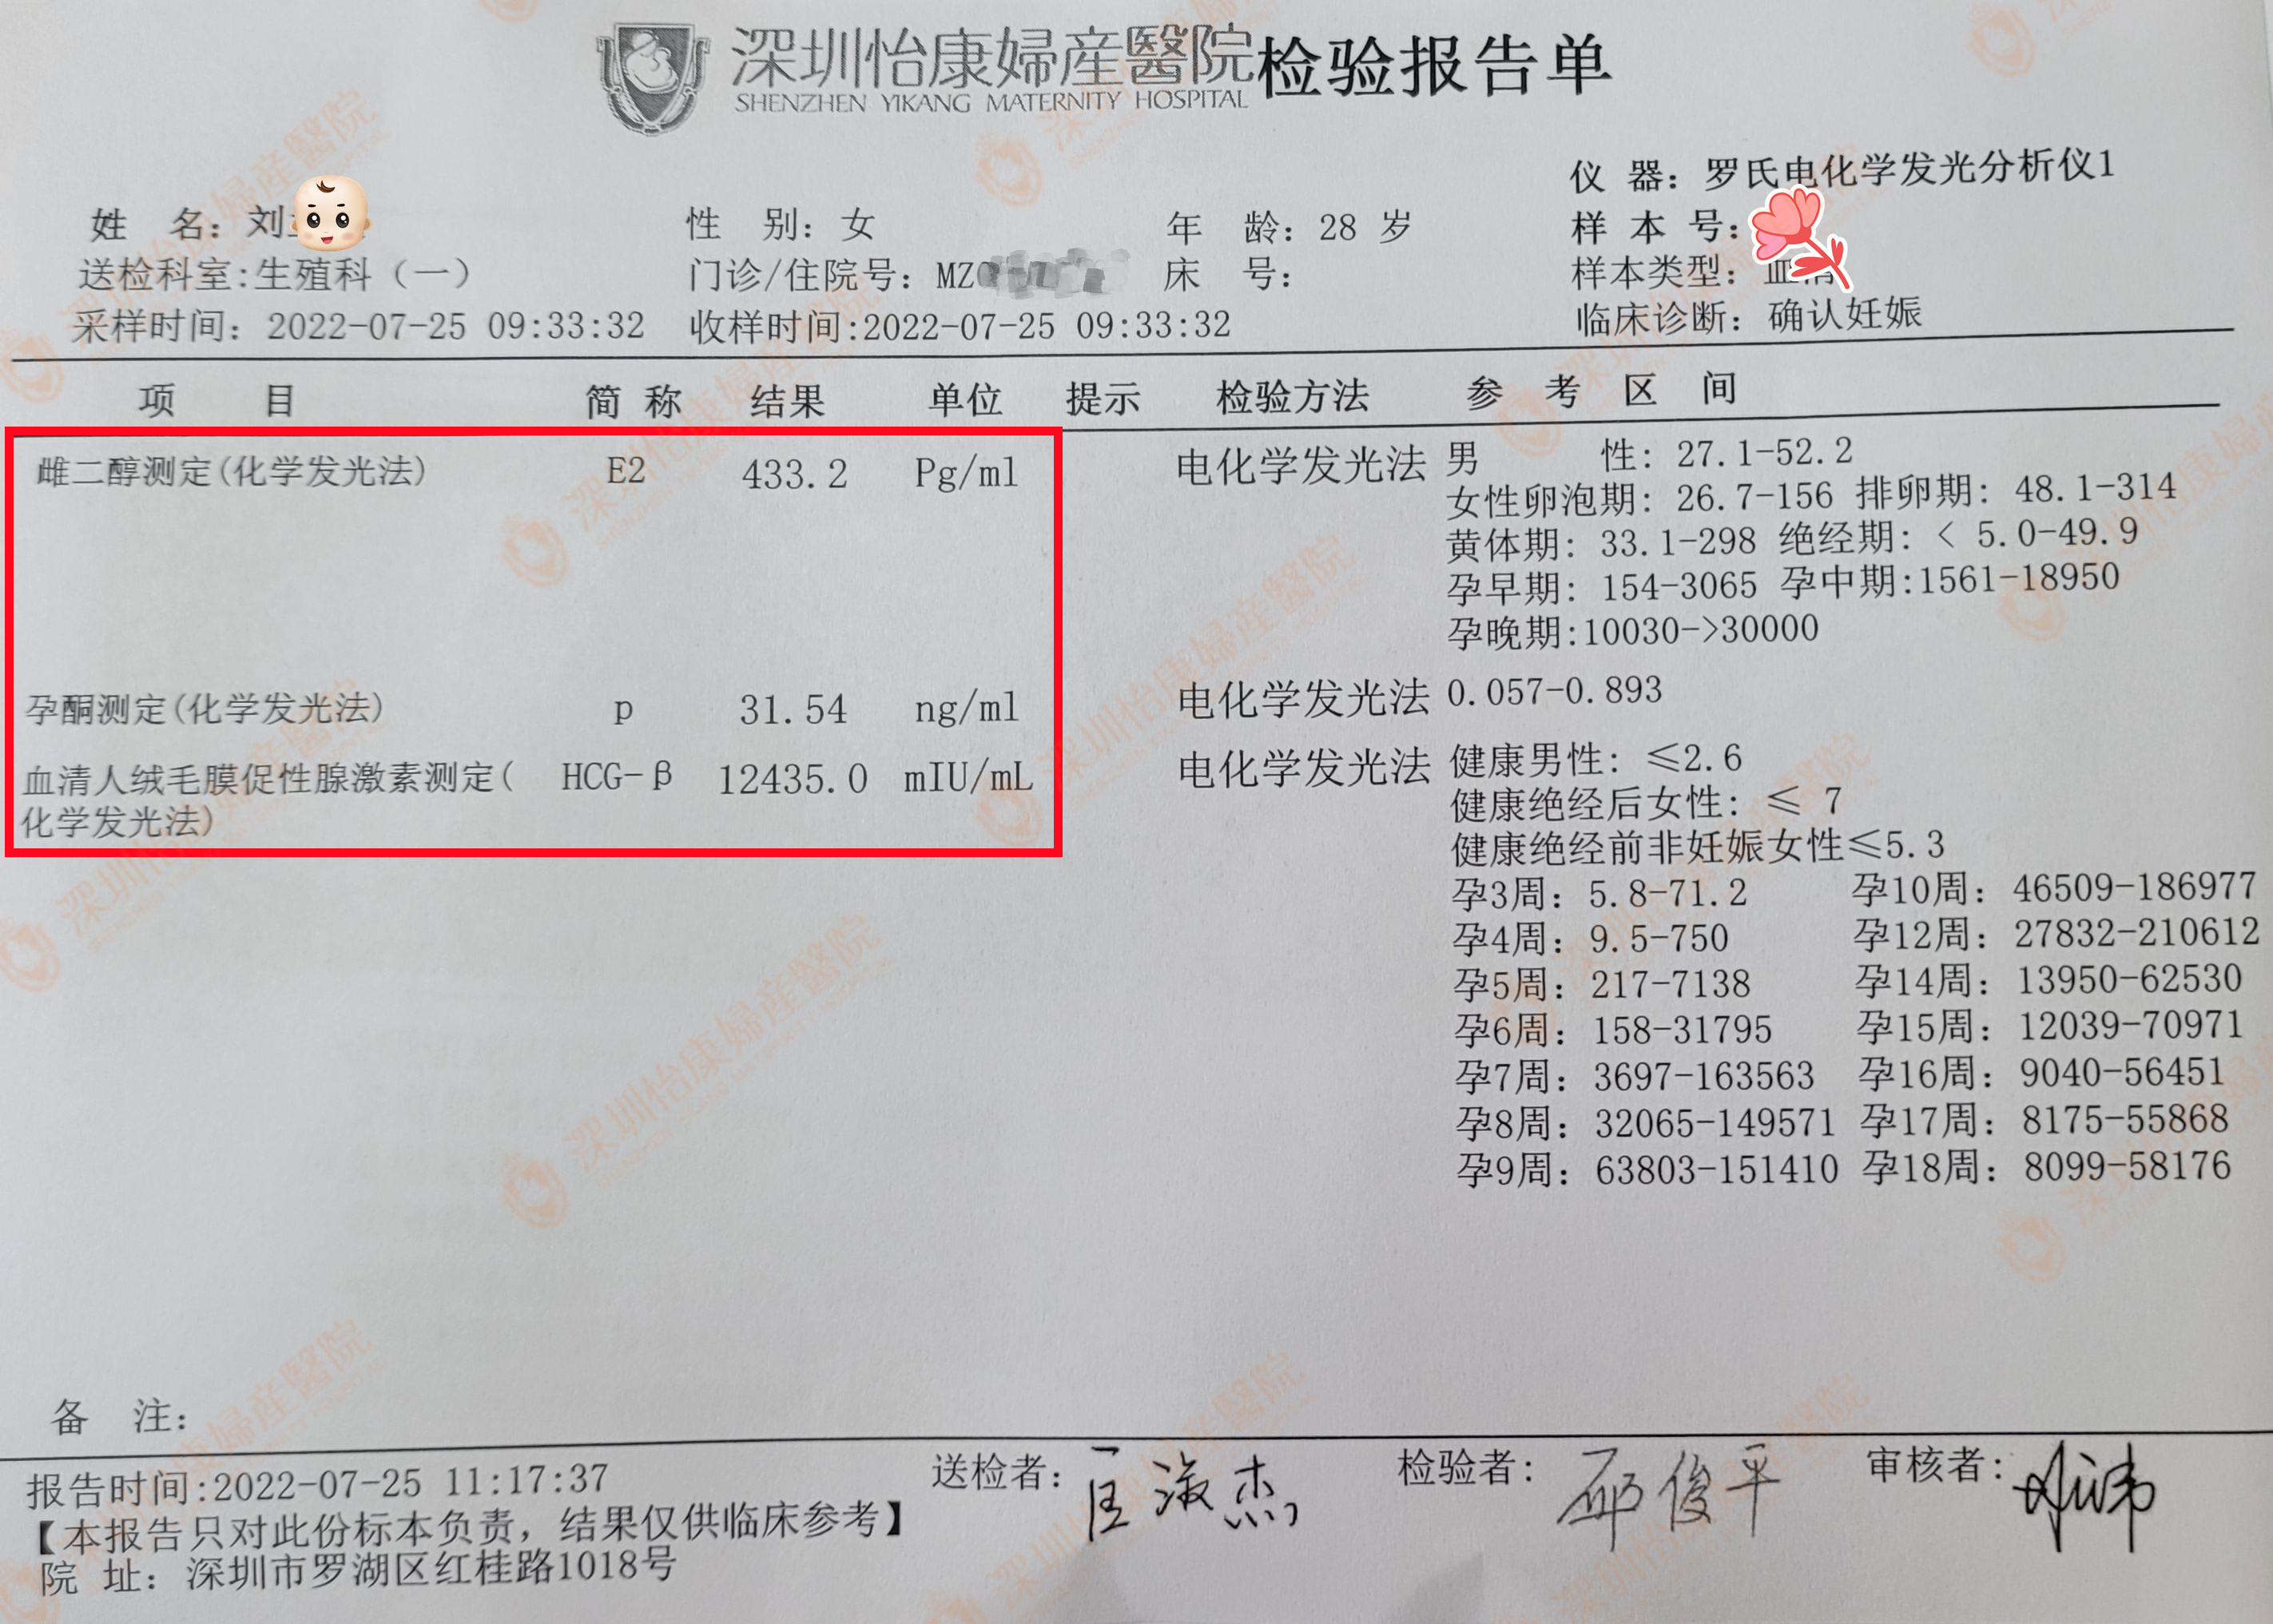 深圳怡康婦産醫院检验报告单
SHENZHEN YIKANG MATERNITY HOSPITAL
仪 器: 罗氏电化学发光分析仪1
姓 名: 刘 性 别: 女 年 龄: 28 岁 样 本 号:
送检科室:生殖科（一） 门诊/住院号: MZ 床 号: 样本类型: 血清
采样时间: 2022-07-25 09:33:32 收样时间:2022-07-25 09:33:32 临床诊断: 确认妊娠
项 目 简 称 结果 单位 提示 检验方法 参 考 区 间
雌二醇测定(化学发光法) E2 433.2 Pg/ml 电化学发光法 男 性: 27.1-52.2
女性卵泡期: 26.7-156 排卵期: 48.1-314
黄体期: 33.1-298 绝经期: < 5.0-49.9
孕早期: 154-3065 孕中期:1561-18950
孕晚期:10030->30000
孕酮测定(化学发光法) p 31.54 ng/ml 电化学发光法 0.057-0.893
血清人绒毛膜促性腺激素测定( HCG-β 12435.0 mIU/mL 电化学发光法 健康男性: ≤2.6
化学发光法)
健康绝经后女性: ≤ 7
健康绝经前非妊娠女性≤5.3
孕3周: 5.8-71.2 孕10周: 46509-186977
孕4周: 9.5-750 孕12周: 27832-210612
孕5周: 217-7138 孕14周: 13950-62530
孕6周: 158-31795 孕15周: 12039-70971
孕7周: 3697-163563 孕16周: 9040-56451
孕8周: 32065-149571 孕17周: 8175-55868
孕9周: 63803-151410 孕18周: 8099-58176
备 注:
报告时间:2022-07-25 11:17:37 送检者: 匡淑杰 检验者: 邱俊平 审核者:
【本报告只对此份标本负责, 结果仅供临床参考】
院 址: 深圳市罗湖区红桂路1018号